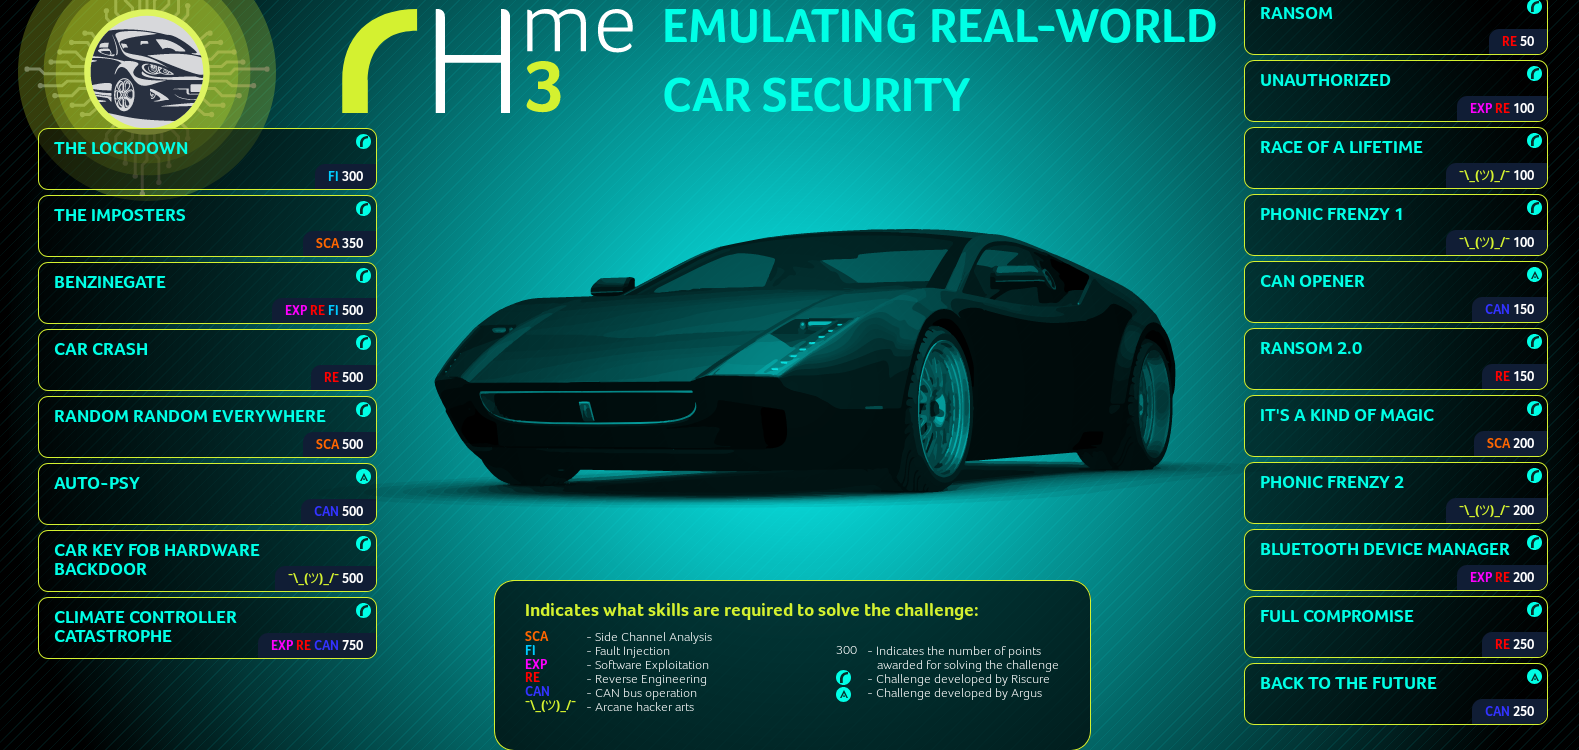 rHme
3
EMULATING REAL-WORLD
CAR SECURITY
THE LOCKDOWN
FI 300
THE IMPOSTERS
SCA 350
BENZINEGATE
EXP RE FI 500
CAR CRASH
RE 500
RANDOM RANDOM EVERYWHERE
SCA 500
AUTO-PSY
A
CAN 500
CAR KEY FOB HARDWARE
BACKDOOR
¯\_(ツ)_/¯ 500
CLIMATE CONTROLLER
CATASTROPHE
EXP RE CAN 750
RANSOM
RE 50
UNAUTHORIZED
EXP RE 100
RACE OF A LIFETIME
¯\_(ツ)_/¯ 100
PHONIC FRENZY 1
¯\_(ツ)_/¯ 100
CAN OPENER
A
CAN 150
RANSOM 2.0
RE 150
IT'S A KIND OF MAGIC
SCA 200
PHONIC FRENZY 2
¯\_(ツ)_/¯ 200
BLUETOOTH DEVICE MANAGER
EXP RE 200
FULL COMPROMISE
RE 250
BACK TO THE FUTURE
A
CAN 250
Indicates what skills are required to solve the challenge:
SCA - Side Channel Analysis
FI - Fault Injection
EXP - Software Exploitation
RE - Reverse Engineering
CAN - CAN bus operation
¯\_(ツ)_/¯ - Arcane hacker arts
300 - Indicates the number of points
awarded for solving the challenge
- Challenge developed by Riscure
A - Challenge developed by Argus